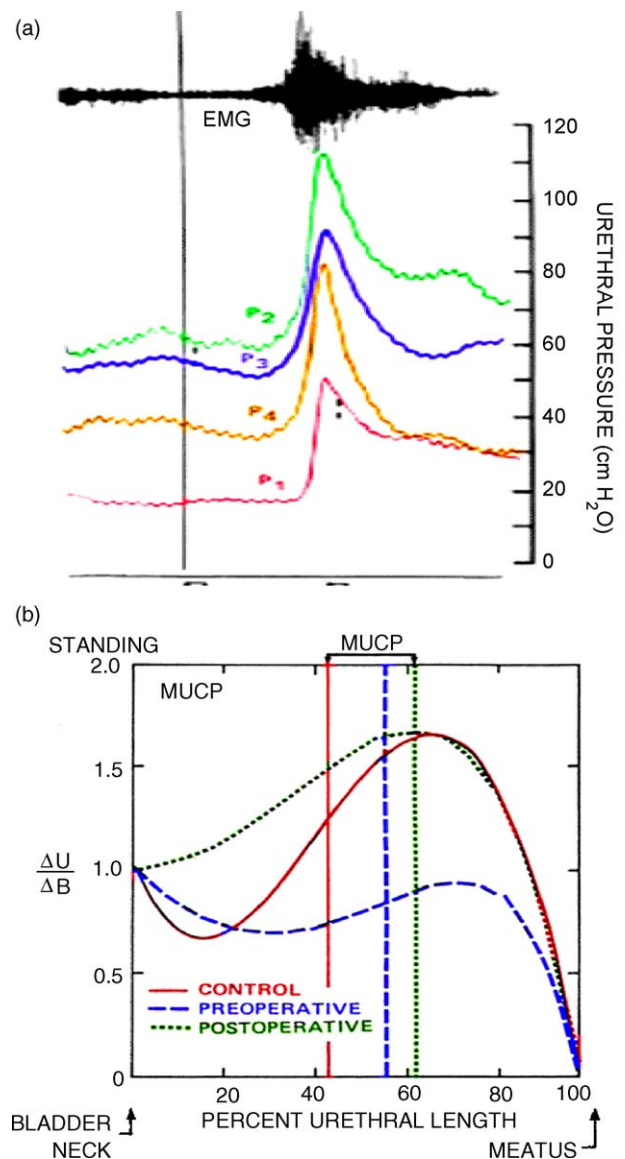 (a)
EMG
120
100
80
60
40
20
0
URETHRAL PRESSURE (cm H₂O)
P2
P3
P4
P1
(b)
STANDING
MUCP
MUCP
2.0
1.5
1.0
0.5
0
ΔU
ΔB
CONTROL
PREOPERATIVE
POSTOPERATIVE
20 40 60 80 100
BLADDER NECK
PERCENT URETHRAL LENGTH
MEATUS